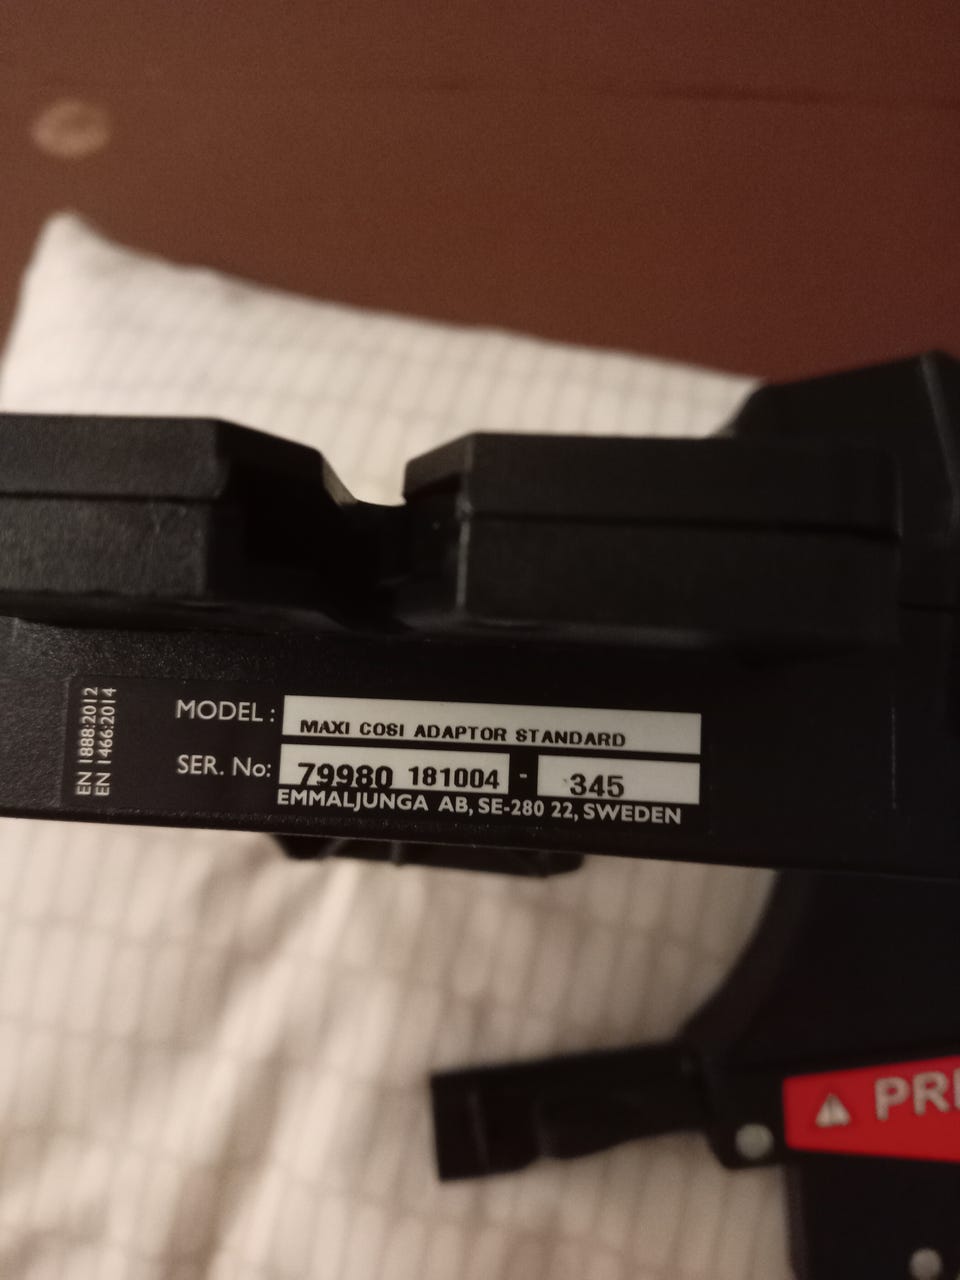 EN 1888:2012
EN 1466:2014
MODEL : MAXI COSI ADAPTOR STANDARD
SER. No: 79980 181004 - 345
EMMALJUNGA AB, SE-280 22, SWEDEN